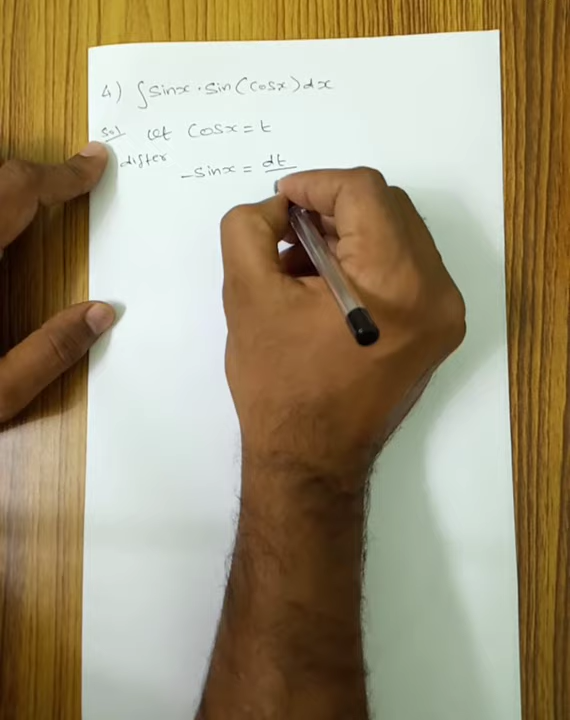 4) ∫sinx·sin(cosx)dx
Sol let Cosx=t
differ
-sinx = dt